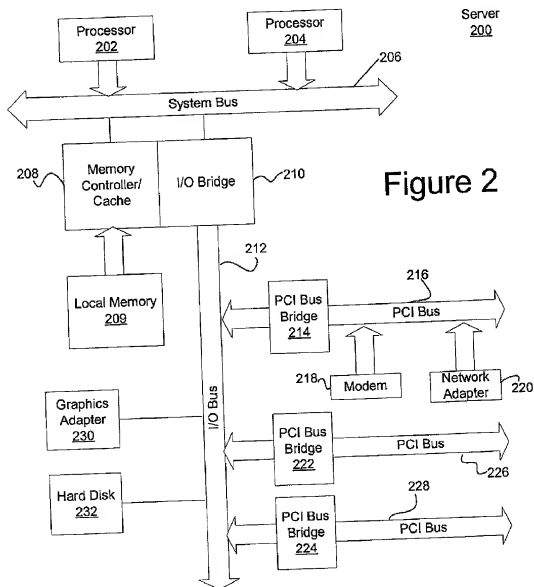 Server
200
Processor
202
Processor
204
206
System Bus
208
Memory
Controller/
Cache
I/O Bridge
210
Figure 2
212
Local Memory
209
PCI Bus
Bridge
214
216
PCI Bus
218
Modem
Network
Adapter
220
Graphics
Adapter
230
I/O Bus
PCI Bus
Bridge
222
PCI Bus
226
Hard Disk
232
PCI Bus
Bridge
224
228
PCI Bus